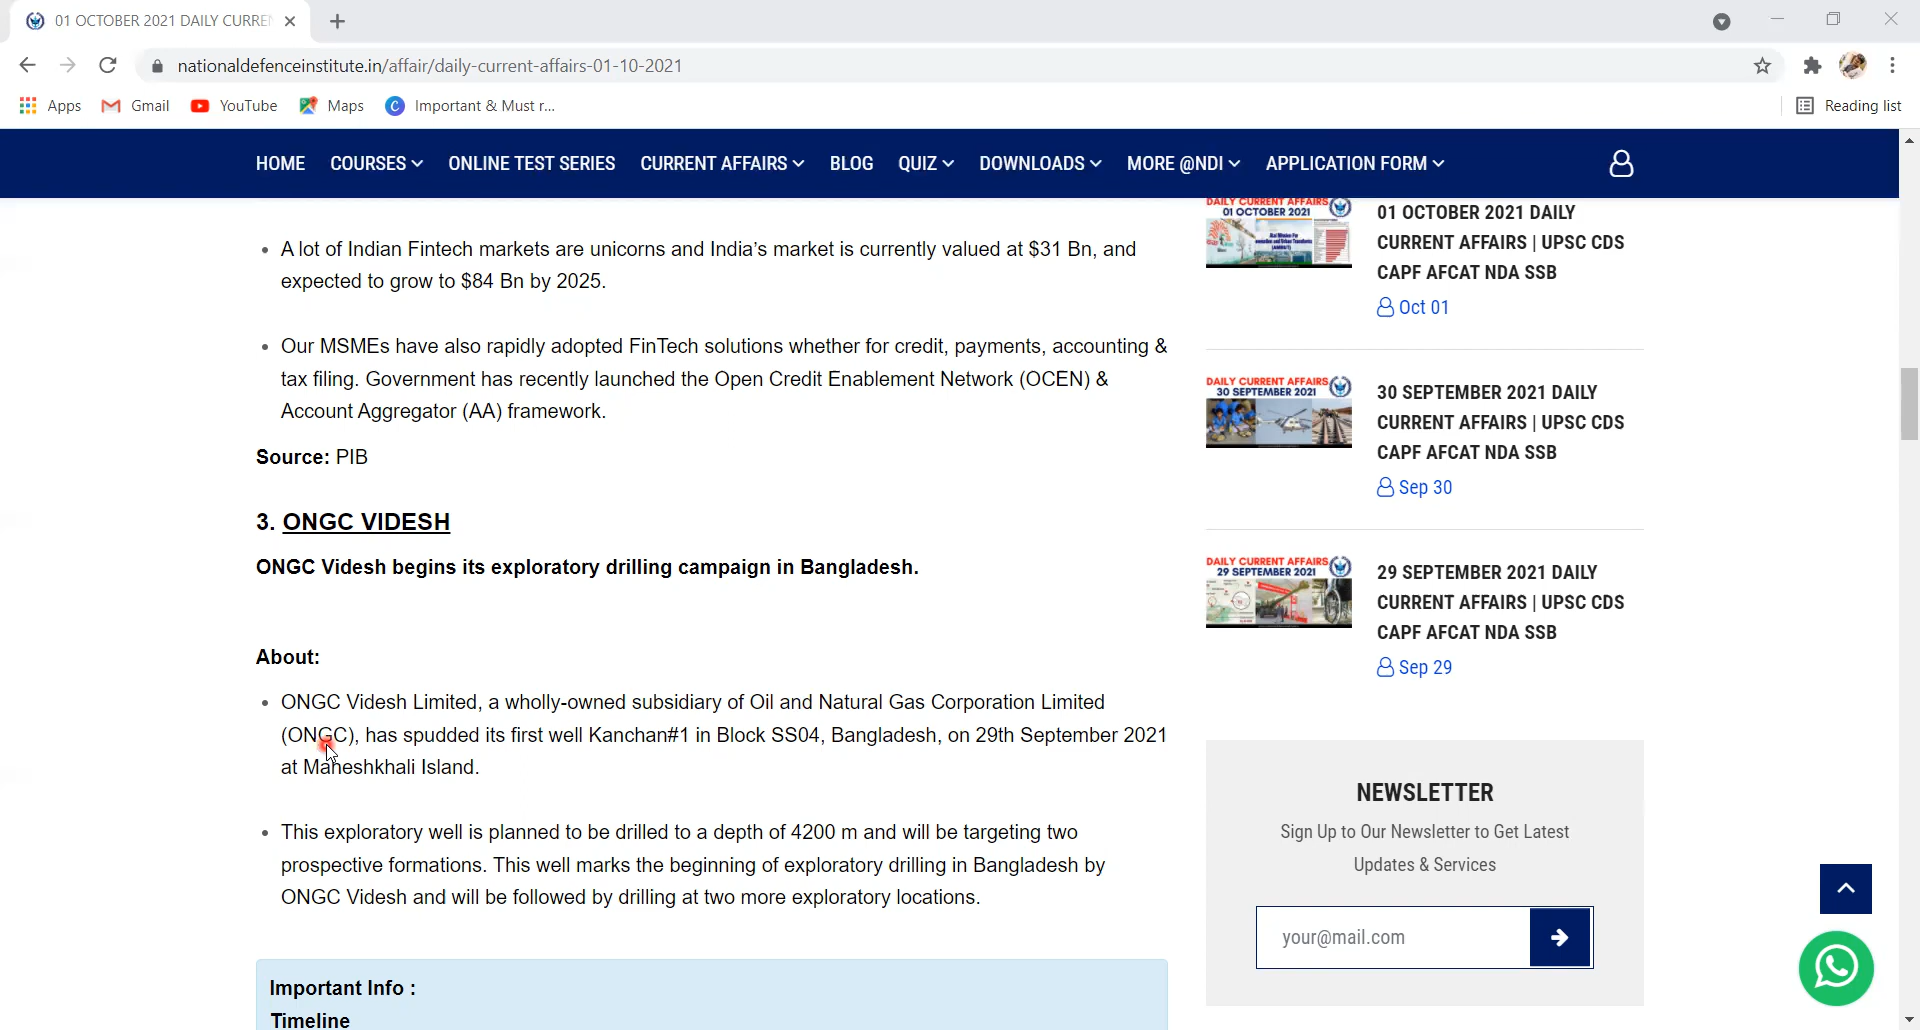 01 OCTOBER 2021 DAILY CURRE
nationaldefenceinstitute.in/affair/daily-current-affairs-01-10-2021
Apps Gmail YouTube Maps Important & Must r... Reading list
HOME COURSES ONLINE TEST SERIES CURRENT AFFAIRS BLOG QUIZ DOWNLOADS MORE @NDI APPLICATION FORM
• A lot of Indian Fintech markets are unicorns and India’s market is currently valued at $31 Bn, and
expected to grow to $84 Bn by 2025.
• Our MSMEs have also rapidly adopted FinTech solutions whether for credit, payments, accounting &
tax filing. Government has recently launched the Open Credit Enablement Network (OCEN) &
Account Aggregator (AA) framework.
Source: PIB
3. ONGC VIDESH
ONGC Videsh begins its exploratory drilling campaign in Bangladesh.
About:
• ONGC Videsh Limited, a wholly-owned subsidiary of Oil and Natural Gas Corporation Limited
(ONGC), has spudded its first well Kanchan#1 in Block SS04, Bangladesh, on 29th September 2021
at Maheshkhali Island.
• This exploratory well is planned to be drilled to a depth of 4200 m and will be targeting two
prospective formations. This well marks the beginning of exploratory drilling in Bangladesh by
ONGC Videsh and will be followed by drilling at two more exploratory locations.
Important Info :
Timeline
DAILY CURRENT AFFAIRS
01 OCTOBER 2021
01 OCTOBER 2021 DAILY
CURRENT AFFAIRS | UPSC CDS
CAPF AFCAT NDA SSB
Oct 01
DAILY CURRENT AFFAIRS
30 SEPTEMBER 2021
30 SEPTEMBER 2021 DAILY
CURRENT AFFAIRS | UPSC CDS
CAPF AFCAT NDA SSB
Sep 30
DAILY CURRENT AFFAIRS
29 SEPTEMBER 2021
29 SEPTEMBER 2021 DAILY
CURRENT AFFAIRS | UPSC CDS
CAPF AFCAT NDA SSB
Sep 29
NEWSLETTER
Sign Up to Our Newsletter to Get Latest
Updates & Services
your@mail.com